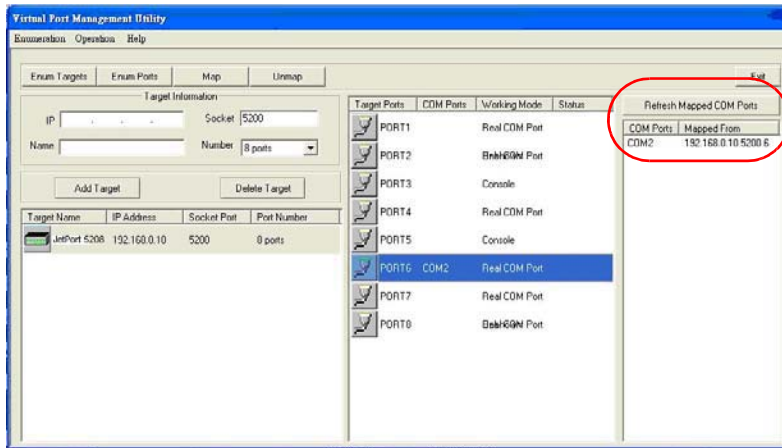 Virtual Port Management Utility
Enumeration Operation Help
Enum Targets Enum Ports Map Unmap Exit
Target Information
IP . . . Socket 5200
Name Number 8 ports
Add Target Delete Target
Target Name IP Address Socket Port Port Number
JetPort 5208 192.168.0.10 5200 8 ports
Target Ports COM Ports Working Mode Status
PORT1 Real COM Port
PORT2 Port
PORT3 Console
PORT4 Real COM Port
PORT5 Console
PORT6 COM2 Real COM Port
PORT7 Real COM Port
PORT8 Port
Refresh Mapped COM Ports
COM Ports Mapped From
COM2 192.168.0.10:5200.6